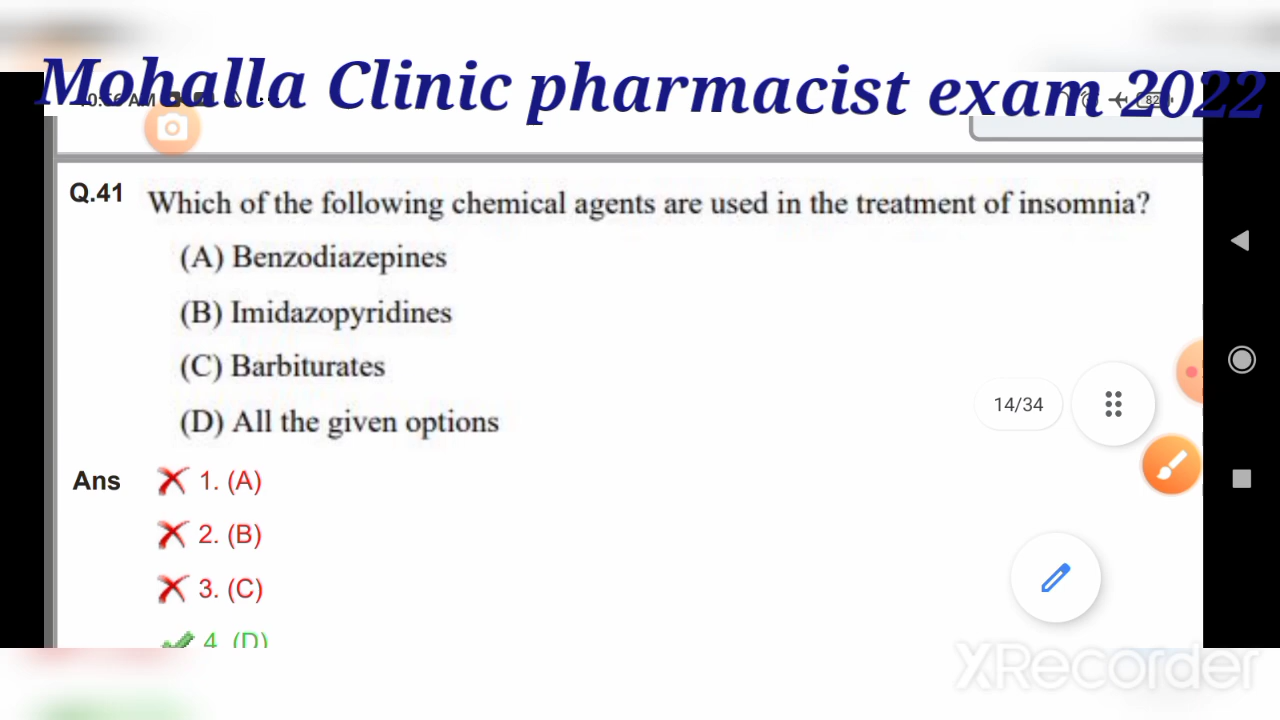 Mohalla Clinic pharmacist exam 2022
82
Q.41 Which of the following chemical agents are used in the treatment of insomnia?
(A) Benzodiazepines
(B) Imidazopyridines
(C) Barbiturates
(D) All the given options
14/34
Ans 1. (A)
2. (B)
3. (C)
4. (D)
XRecorder